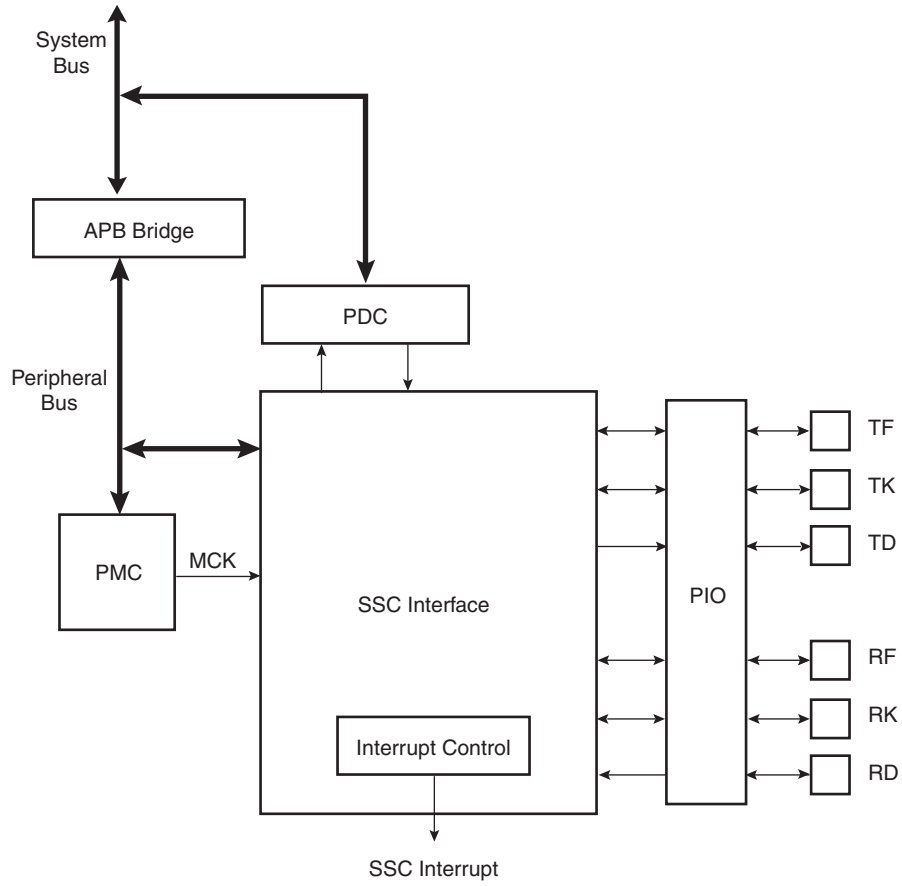 System
Bus
APB Bridge
PDC
Peripheral
Bus
TF
TK
PMC
MCK
TD
SSC Interface
PIO
RF
RK
Interrupt Control
RD
SSC Interrupt